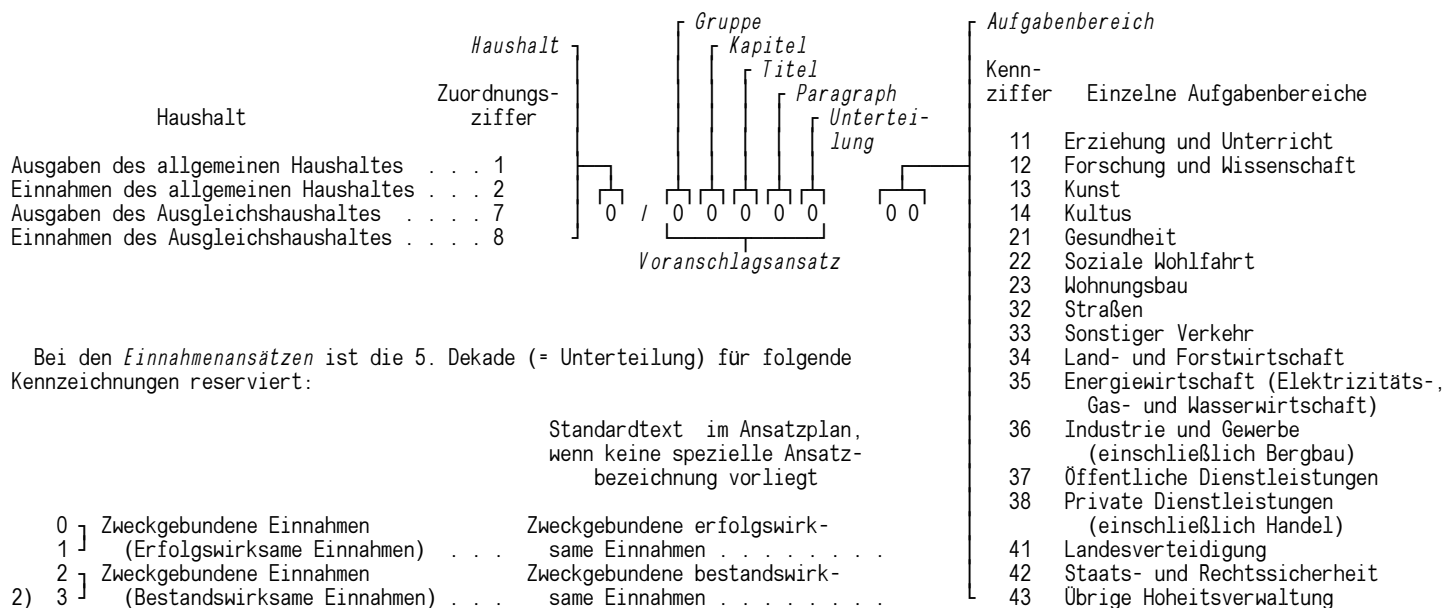 Gruppe
Aufgabenbereich
Haushalt
Kapitel
Titel
Kenn-
Zuordnungs-
Paragraph
ziffer Einzelne Aufgabenbereiche
Haushalt ziffer
Untertei-
lung
11 Erziehung und Unterricht
Ausgaben des allgemeinen Haushaltes . . . 1
12 Forschung und Wissenschaft
Einnahmen des allgemeinen Haushaltes . . . 2
13 Kunst
Ausgaben des Ausgleichshaushaltes . . . . 7
0 / 0 0 0 0 0 0 0
14 Kultus
Einnahmen des Ausgleichshaushaltes . . . . 8
21 Gesundheit
Voranschlagsansatz
22 Soziale Wohlfahrt
23 Wohnungsbau
32 Straßen
33 Sonstiger Verkehr
Bei den Einnahmenansätzen ist die 5. Dekade (= Unterteilung) für folgende
34 Land- und Forstwirtschaft
Kennzeichnungen reserviert:
35 Energiewirtschaft (Elektrizitäts-,
Gas- und Wasserwirtschaft)
Standardtext im Ansatzplan,
36 Industrie und Gewerbe
wenn keine spezielle Ansatz-
(einschließlich Bergbau)
bezeichnung vorliegt
37 Öffentliche Dienstleistungen
38 Private Dienstleistungen
0 Zweckgebundene Einnahmen Zweckgebundene erfolgswirk-
(einschließlich Handel)
1 (Erfolgswirksame Einnahmen) . . . same Einnahmen . . . . . . . .
41 Landesverteidigung
2 Zweckgebundene Einnahmen Zweckgebundene bestandswirk-
42 Staats- und Rechtssicherheit
2) 3 (Bestandswirksame Einnahmen) . . . same Einnahmen . . . . . . . .
43 Übrige Hoheitsverwaltung